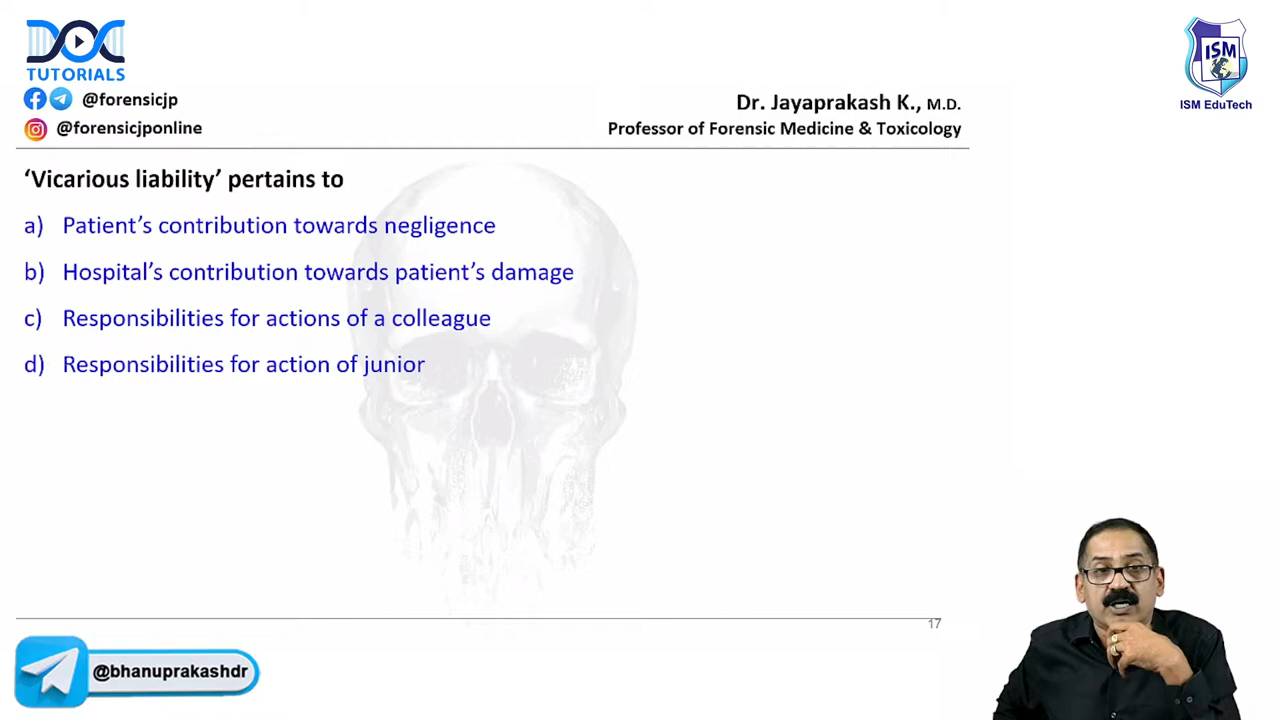 TUTORIALS
@forensicjp
@forensicjponline
Dr. Jayaprakash K., M.D.
Professor of Forensic Medicine & Toxicology
ISM
ISM EduTech
‘Vicarious liability’ pertains to
a) Patient’s contribution towards negligence
b) Hospital’s contribution towards patient’s damage
c) Responsibilities for actions of a colleague
d) Responsibilities for action of junior
17
@bhanuprakashdr